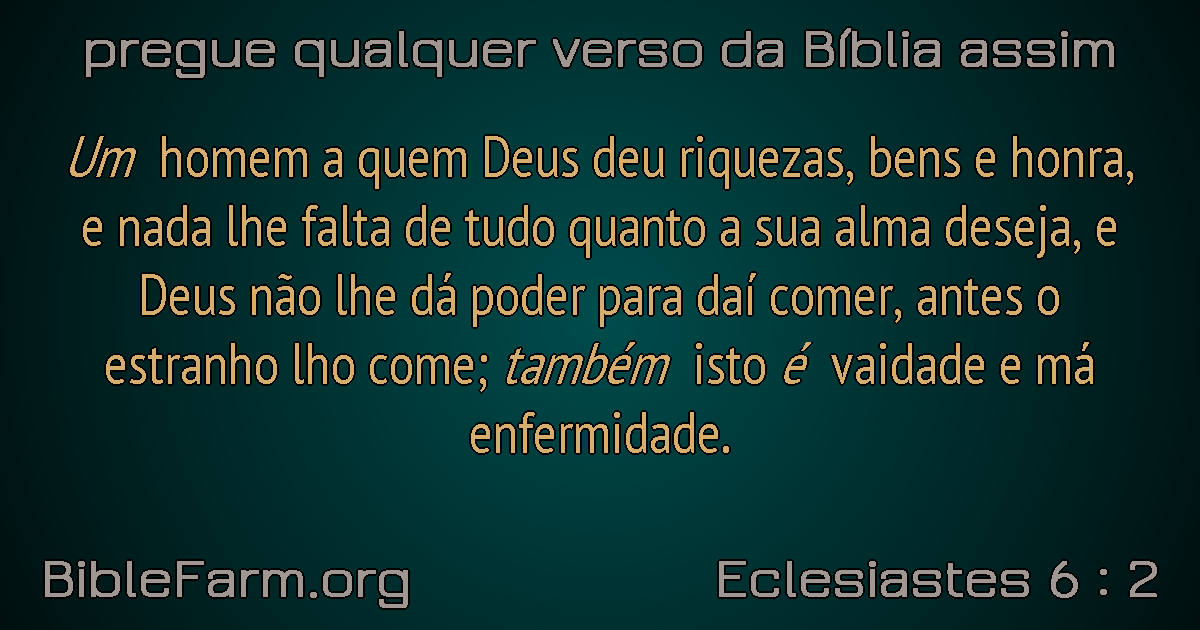 pregue qualquer verso da Bíblia assim
Um homem a quem Deus deu riquezas, bens e honra,
e nada lhe falta de tudo quanto a sua alma deseja, e
Deus não lhe dá poder para daí comer, antes o
estranho lho come; também isto é vaidade e má
enfermidade.
BibleFarm.org
Eclesiastes 6 : 2